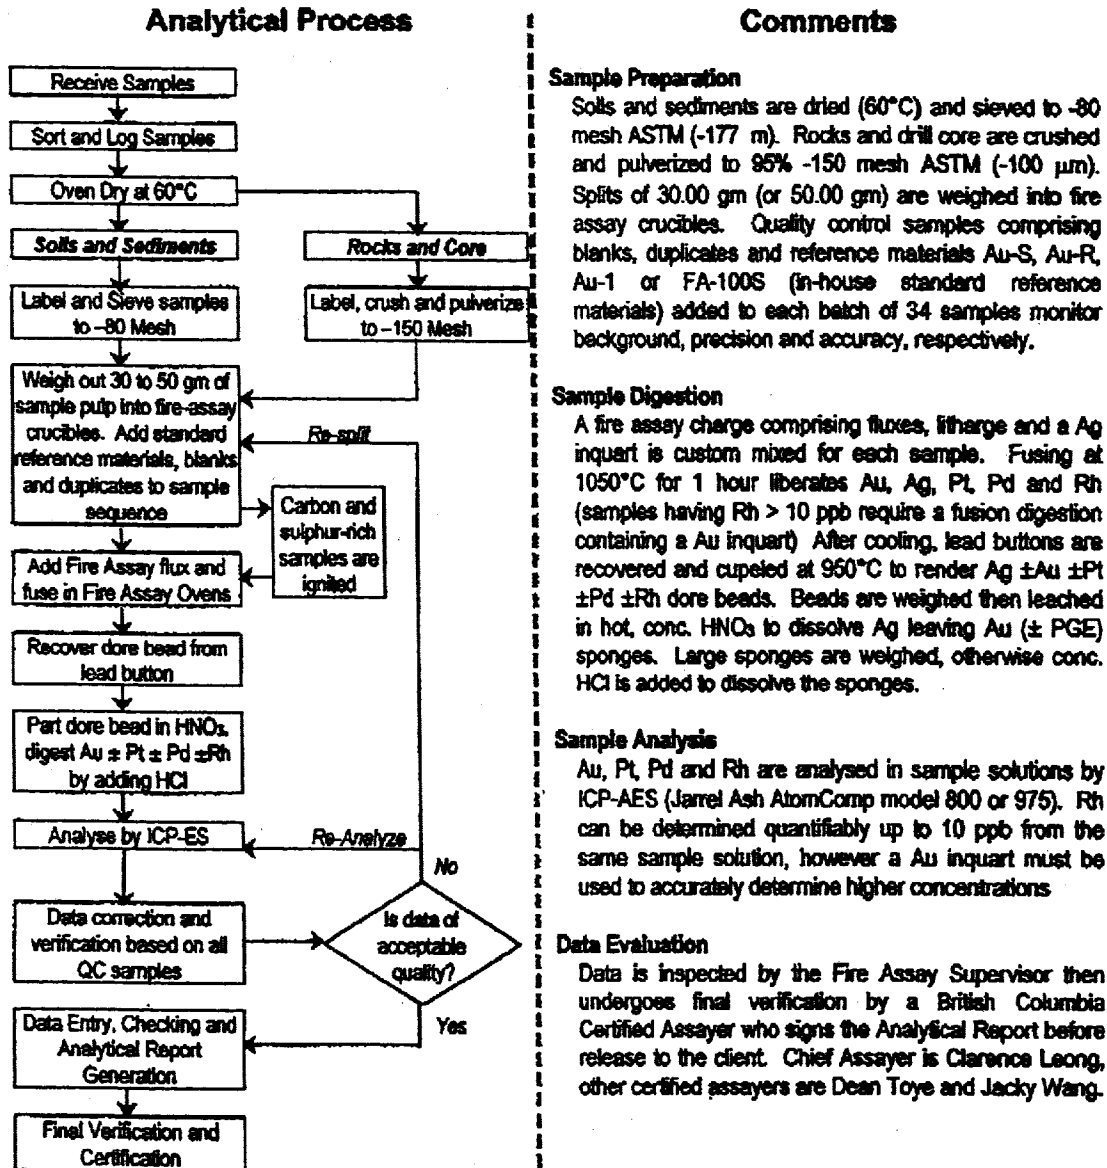 Analytical Process
Receive Samples
Sort and Log Samples
Oven Dry at 60°C
Soils and Sediments
Rocks and Core
Label and Sieve samples
to -80 Mesh
Label, crush and pulverize
to -150 Mesh
Weigh out 30 to 50 gm of
sample pulp into fire-assay
crucibles. Add standard
reference materials, blanks
and duplicates to sample
sequence
Re-split
Carbon and
sulphur-rich
samples are
ignited
Add Fire Assay flux and
fuse in Fire Assay Ovens
Recover dore bead from
lead button
Part dore bead in HNO₃,
digest Au ± Pt ± Pd ±Rh
by adding HCl
Analyse by ICP-ES
Re-Analyze
No
Data correction and
verification based on all
QC samples
Is data of
acceptable
quality?
Yes
Data Entry, Checking and
Analytical Report
Generation
Final Verification and
Certification
Comments
Sample Preparation
Soils and sediments are dried (60°C) and sieved to -80
mesh ASTM (-177 m). Rocks and drill core are crushed
and pulverized to 95% -150 mesh ASTM (-100 µm).
Splits of 30.00 gm (or 50.00 gm) are weighed into fire
assay crucibles. Quality control samples comprising
blanks, duplicates and reference materials Au-S, Au-R,
Au-1 or FA-100S (in-house standard reference
materials) added to each batch of 34 samples monitor
background, precision and accuracy, respectively.
Sample Digestion
A fire assay charge comprising fluxes, litharge and a Ag
inquart is custom mixed for each sample. Fusing at
1050°C for 1 hour liberates Au, Ag, Pt, Pd and Rh
(samples having Rh > 10 ppb require a fusion digestion
containing a Au inquart) After cooling, lead buttons are
recovered and cupeled at 950°C to render Ag ±Au ±Pt
±Pd ±Rh dore beads. Beads are weighed then leached
in hot, conc. HNO₃ to dissolve Ag leaving Au (± PGE)
sponges. Large sponges are weighed, otherwise conc.
HCl is added to dissolve the sponges.
Sample Analysis
Au, Pt, Pd and Rh are analysed in sample solutions by
ICP-AES (Jarrel Ash AtomComp model 800 or 975). Rh
can be determined quantifiably up to 10 ppb from the
same sample solution, however a Au inquart must be
used to accurately determine higher concentrations
Data Evaluation
Data is inspected by the Fire Assay Supervisor then
undergoes final verification by a British Columbia
Certified Assayer who signs the Analytical Report before
release to the client. Chief Assayer is Clarence Leong,
other certified assayers are Dean Toye and Jacky Wang.